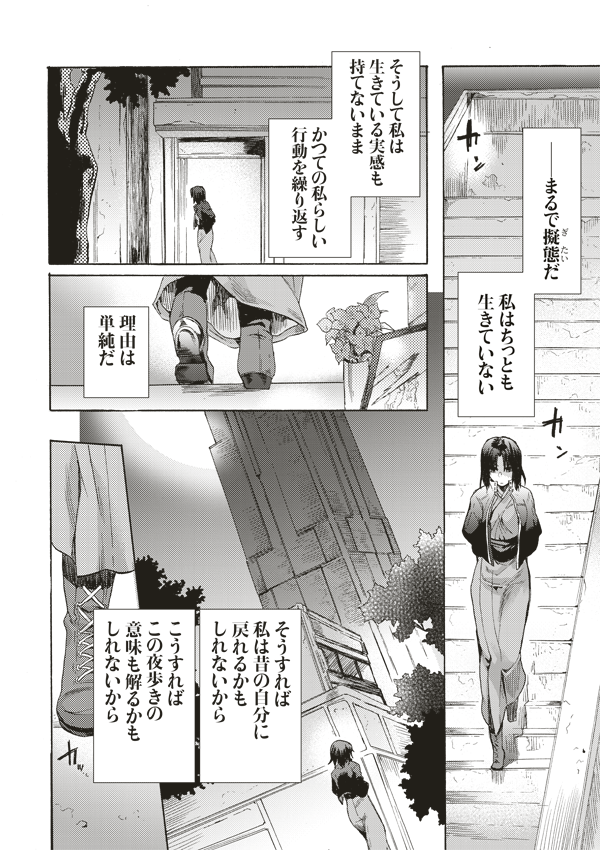 ――まるで擬態だ
ぎたい
私はちっとも
生きていない
カン
カン
そうして私は
生きている実感も
持てないまま
かつての私らしい
行動を繰り返す
理由は
単純だ
そうすれば
私は昔の自分に
戻れるかも
しれないから
こうすれば
この夜歩きの
意味も解るかも
しれないから
カッ